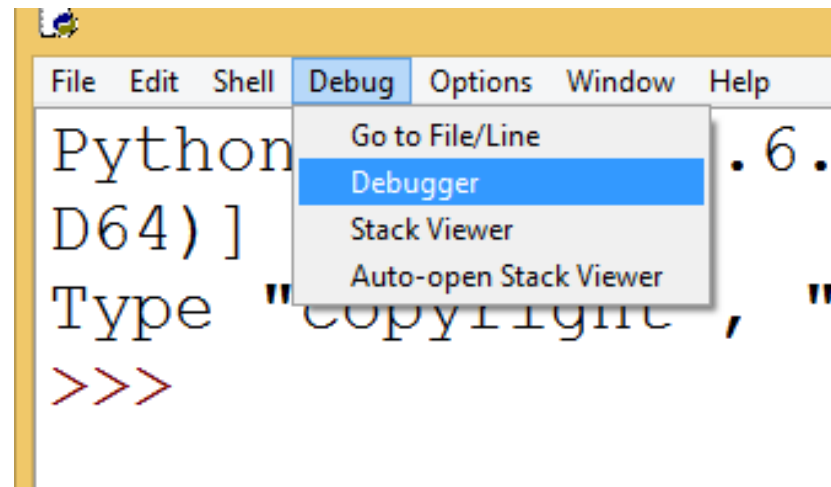 File Edit Shell Debug Options Window Help
Go to File/Line
Debugger
Stack Viewer
Auto-open Stack Viewer
Python .6.
D64)]
Type "copyright", "
>>>